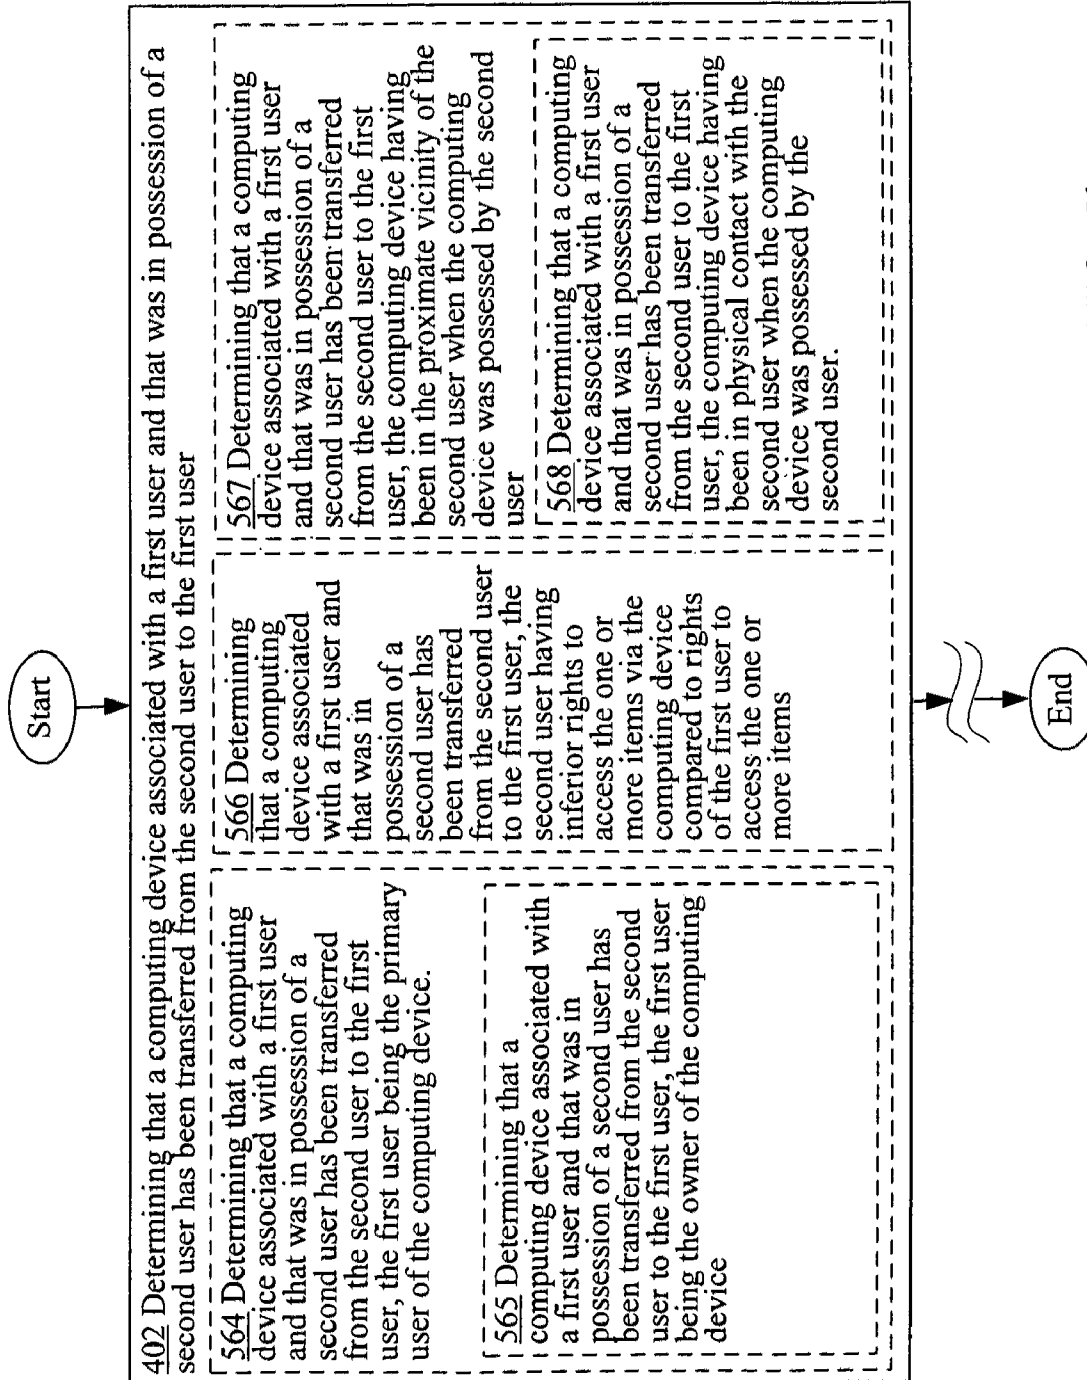 Start
402 Determining that a computing device associated with a first user and that was in possession of a
second user has been transferred from the second user to the first user
564 Determining that a computing
device associated with a first user
and that was in possession of a
second user has been transferred
from the second user to the first
user, the first user being the primary
user of the computing device.
565 Determining that a
computing device associated with
a first user and that was in
possession of a second user has
been transferred from the second
user to the first user, the first user
being the owner of the computing
device
566 Determining
that a computing
device associated
with a first user and
that was in
possession of a
second user has
been transferred
from the second user
to the first user, the
second user having
inferior rights to
access the one or
more items via the
computing device
compared to rights
of the first user to
access the one or
more items
567 Determining that a computing
device associated with a first user
and that was in possession of a
second user has been transferred
from the second user to the first
user, the computing device having
been in the proximate vicinity of the
second user when the computing
device was possessed by the second
user
568 Determining that a computing
device associated with a first user
and that was in possession of a
second user has been transferred
from the second user to the first
user, the computing device having
been in physical contact with the
second user when the computing
device was possessed by the
second user.
End